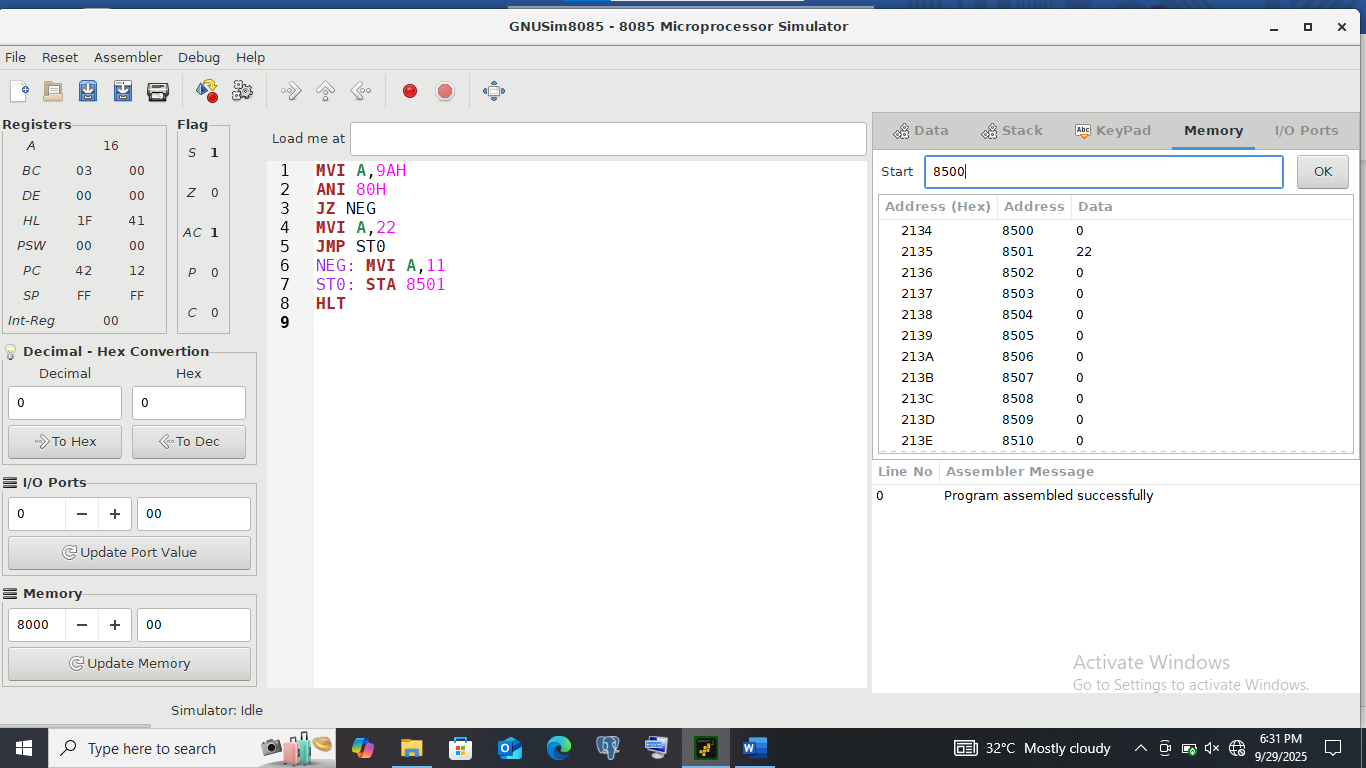 GNUSim8085 - 8085 Microprocessor Simulator
File Reset Assembler Debug Help
Registers
A 16
BC 03 00
DE 00 00
HL 1F 41
PSW 00 00
PC 42 12
SP FF FF
Int-Reg 00
Flag
S 1
Z 0
AC 1
P 0
C 0
Decimal - Hex Convertion
Decimal Hex
0 0
To Hex To Dec
I/O Ports
0 00
Update Port Value
Memory
8000 00
Update Memory
Load me at
1 MVI A,9AH
2 ANI 80H
3 JZ NEG
4 MVI A,22
5 JMP ST0
6 NEG: MVI A,11
7 ST0: STA 8501
8 HLT
9
Data Stack Abc KeyPad Memory I/O Ports
Start 8500 OK
Address (Hex) Address Data
2134 8500 0
2135 8501 22
2136 8502 0
2137 8503 0
2138 8504 0
2139 8505 0
213A 8506 0
213B 8507 0
213C 8508 0
213D 8509 0
213E 8510 0
Line No Assembler Message
0 Program assembled successfully
Activate Windows
Go to Settings to activate Windows.
Simulator: Idle
Type here to search
32°C Mostly cloudy
6:31 PM
9/29/2025